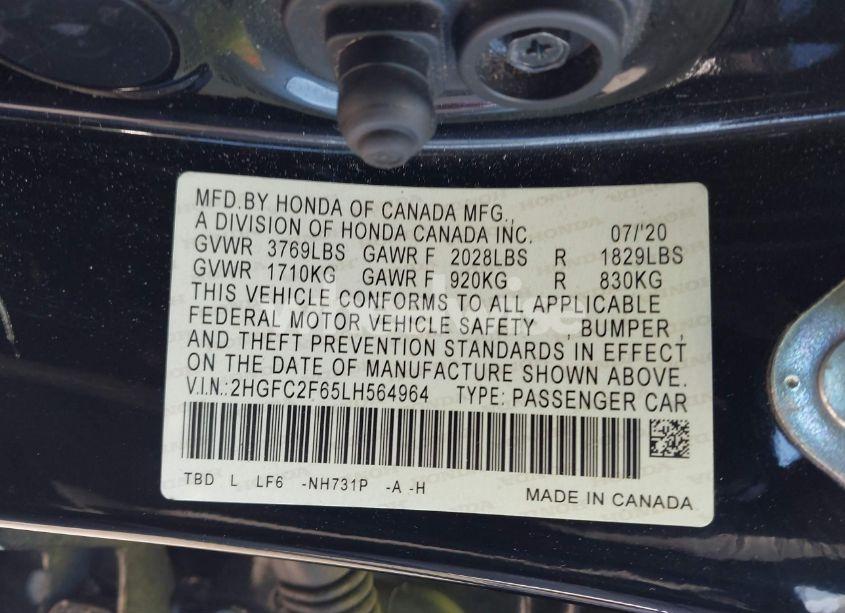 MFD.BY HONDA OF CANADA MFG.,
A DIVISION OF HONDA CANADA INC. 07/'20
GVWR 3769LBS GAWR F 2028LBS R 1829LBS
GVWR 1710KG GAWR F 920KG R 830KG
THIS VEHICLE CONFORMS TO ALL APPLICABLE
FEDERAL MOTOR VEHICLE SAFETY , BUMPER ,
AND THEFT PREVENTION STANDARDS IN EFFECT
ON THE DATE OF MANUFACTURE SHOWN ABOVE.
V.I.N.:2HGFC2F65LH564964 TYPE: PASSENGER CAR
TBD L LF6 -NH731P -A -H
MADE IN CANADA